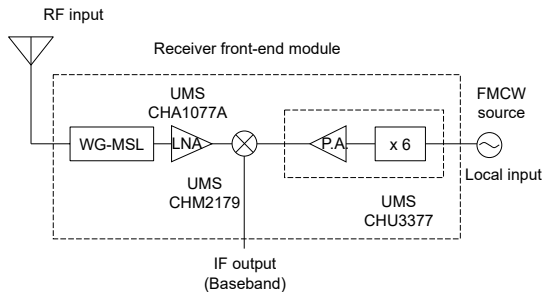 RF input
Receiver front-end module
UMS
CHA1077A
FMCW
source
WG-MSL
LNA
P.A.
x 6
Local input
UMS
CHM2179
UMS
CHU3377
IF output
(Baseband)